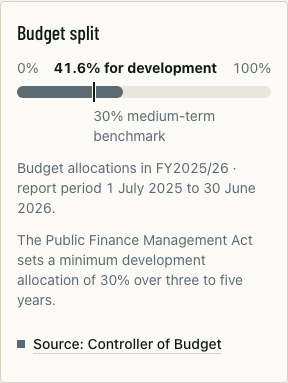 Budget split
0% 41.6% for development 100%
30% medium-term
benchmark
Budget allocations in FY2025/26 ·
report period 1 July 2025 to 30 June
2026.
The Public Finance Management Act
sets a minimum development
allocation of 30% over three to five
years.
Source: Controller of Budget